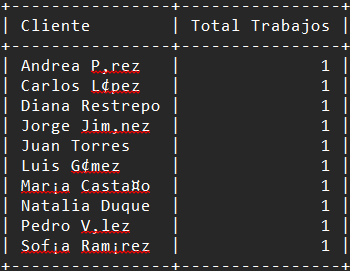 Cliente Total Trabajos
Andrea P‚rez 1
Carlos L¢pez 1
Diana Restrepo 1
Jorge Jim‚nez 1
Juan Torres 1
Luis G¢mez 1
Mar¡a Casta¤o 1
Natalia Duque 1
Pedro V‚lez 1
Sof¡a Ram¡rez 1